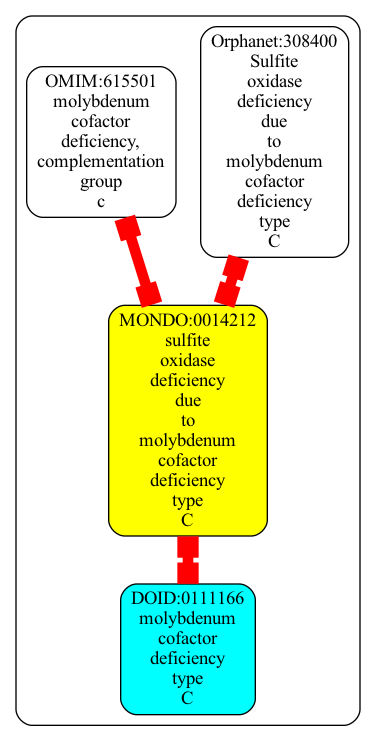 OMIM:615501
molybdenum
cofactor
deficiency,
complementation
group
c
Orphanet:308400
Sulfite
oxidase
deficiency
due
to
molybdenum
cofactor
deficiency
type
C
MONDO:0014212
sulfite
oxidase
deficiency
due
to
molybdenum
cofactor
deficiency
type
C
DOID:0111166
molybdenum
cofactor
deficiency
type
C